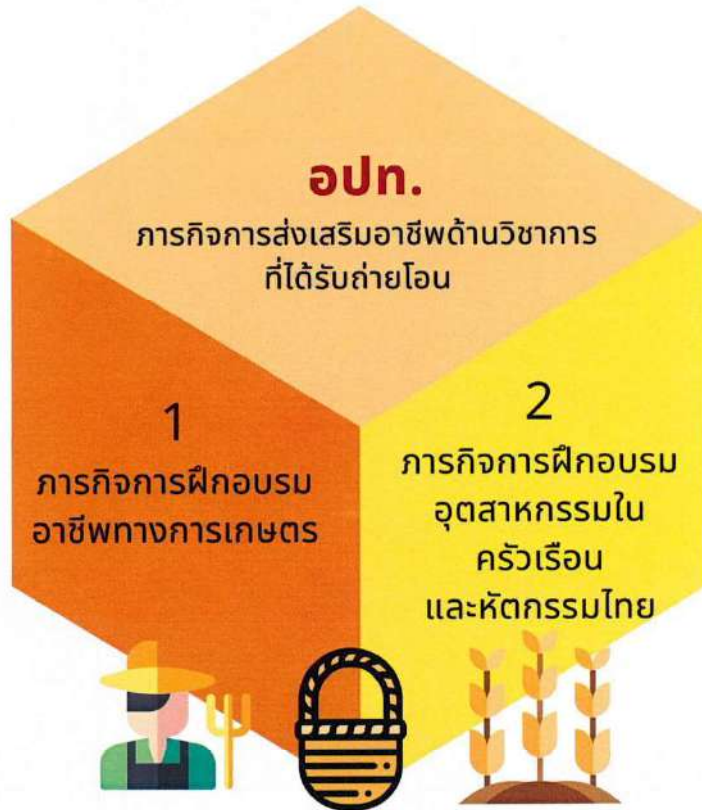 อปท.
ภารกิจการส่งเสริมอาชีพด้านวิชาการ
ที่ได้รับถ่ายโอน
1
ภารกิจการฝึกอบรม
อาชีพทางการเกษตร
2
ภารกิจการฝึกอบรม
อุตสาหกรรมใน
ครัวเรือน
และหัตกรรมไทย